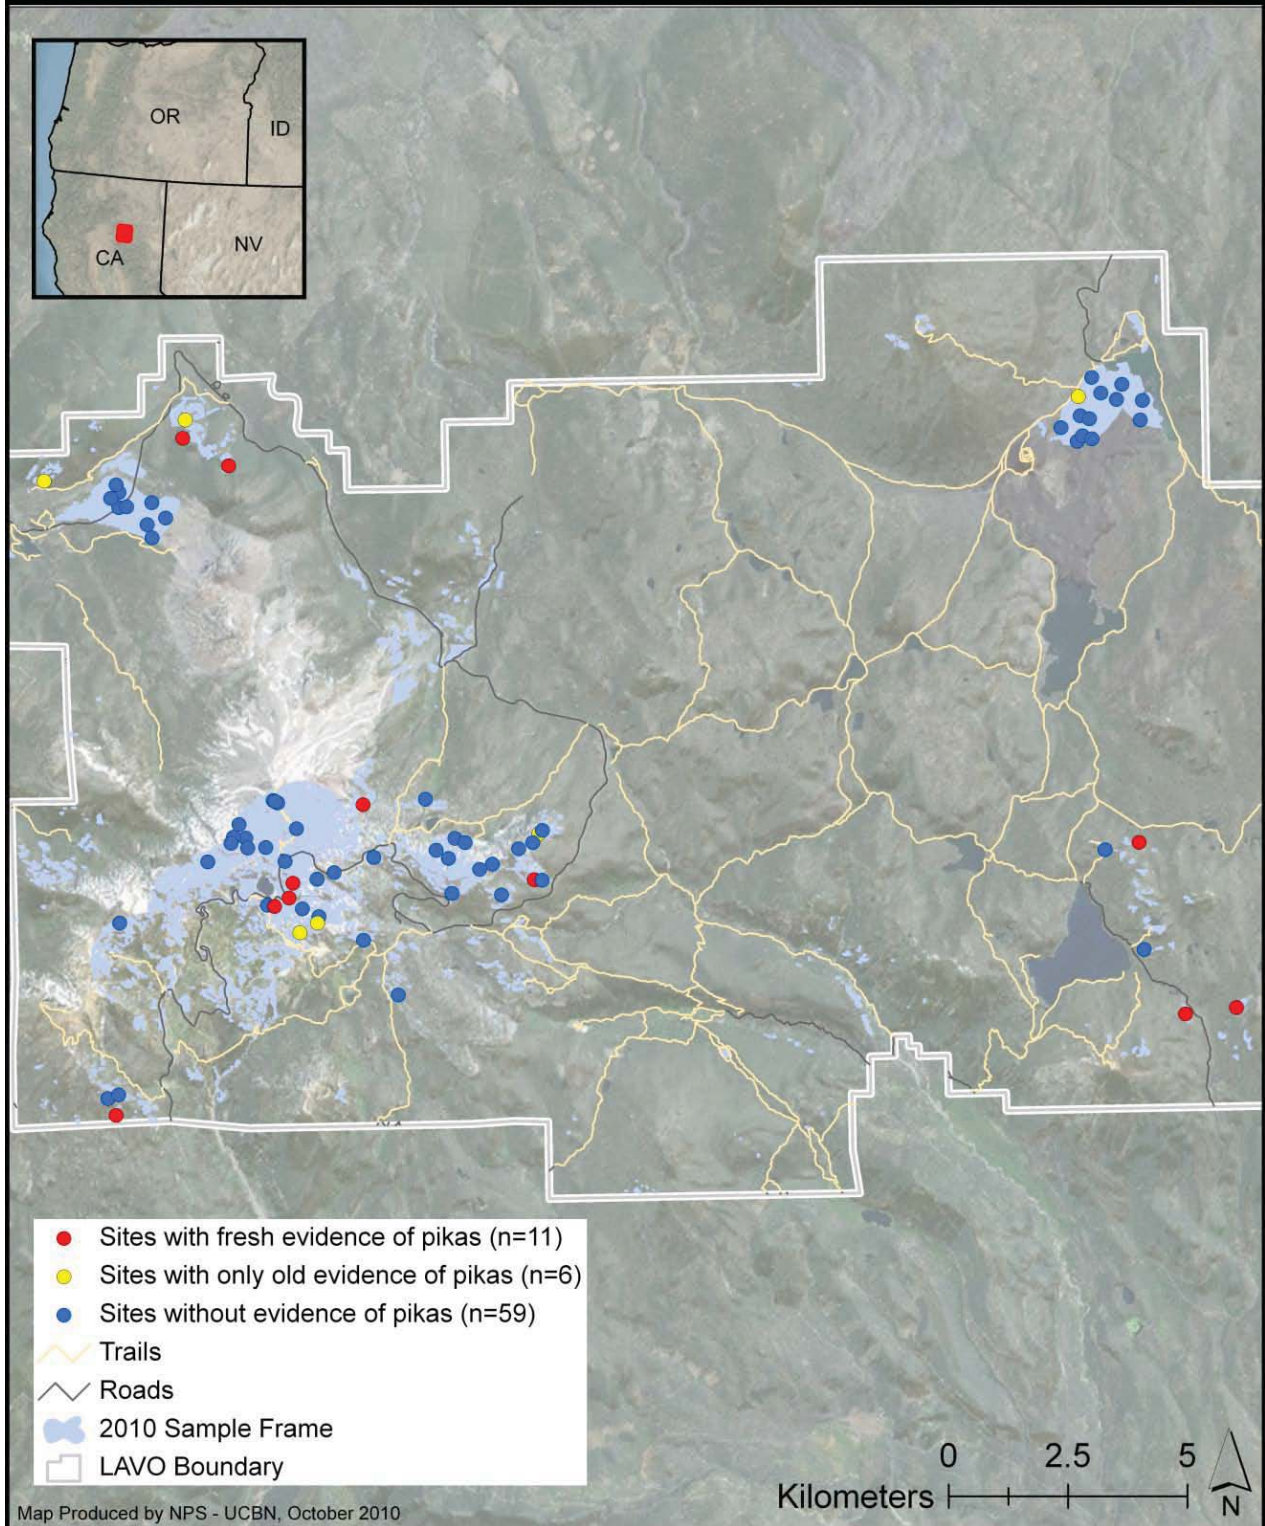 OR
ID
CA
NV
Sites with fresh evidence of pikas (n=11)
Sites with only old evidence of pikas (n=6)
Sites without evidence of pikas (n=59)
Trails
Roads
2010 Sample Frame
LAVO Boundary
Map Produced by NPS - UCBN, October 2010
0 2.5 5
Kilometers
N